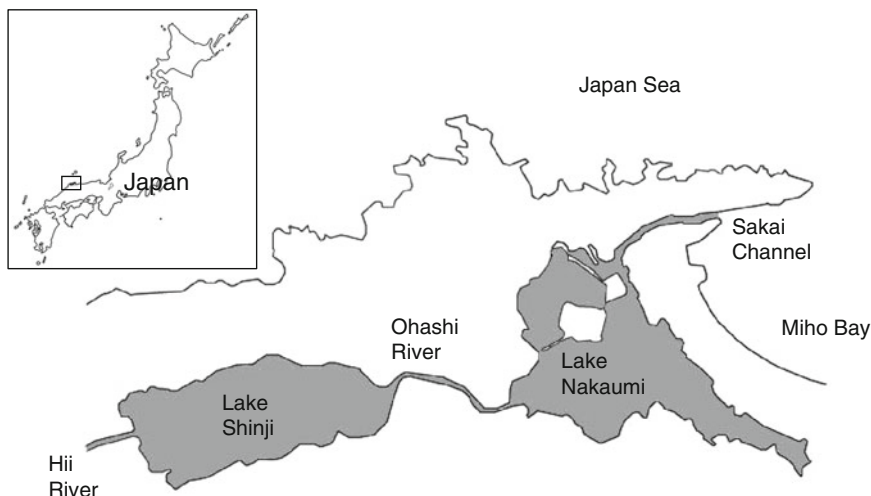 Japan
Japan Sea
Sakai
Channel
Miho Bay
Ohashi
River
Lake
Nakaumi
Lake
Shinji
Hii
River